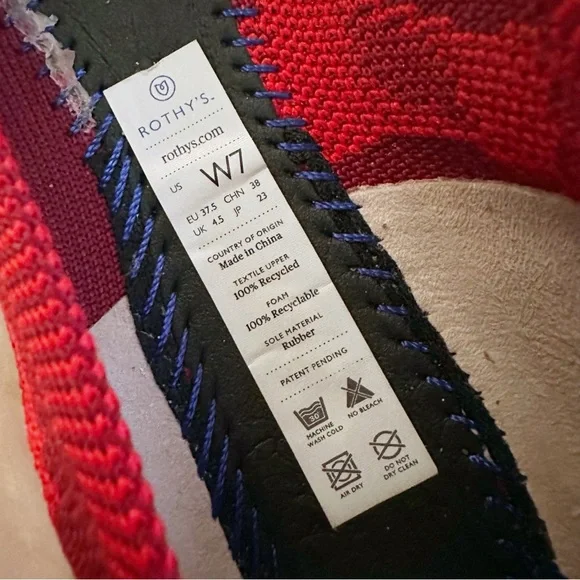 ROTHY'S.
rothys.com
US W7
EU 37.5 CHN 38
UK 4.5 JP 23
COUNTRY OF ORIGIN
Made in China
TEXTILE UPPER
100% Recycled
FOAM
100% Recyclable
SOLE MATERIAL
Rubber
PATENT PENDING
30°
MACHINE
WASH COLD
NO BLEACH
AIR DRY
DO NOT
DRY CLEAN